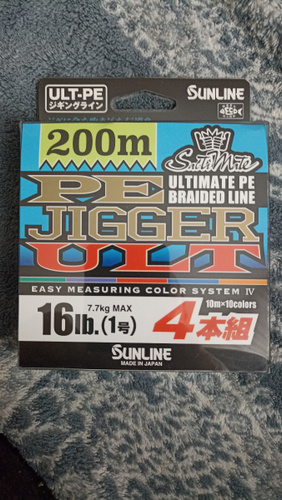 ULT-PE
ジギングライン
SUNLINE
200m
SaltiMate
ULTIMATE PE
BRAIDED LINE
PE
JIGGER
ULT
EASY MEASURING COLOR SYSTEM IV
10m×10colors
7.7kg MAX
16lb.(1号)
4本組
SUNLINE
MADE IN JAPAN